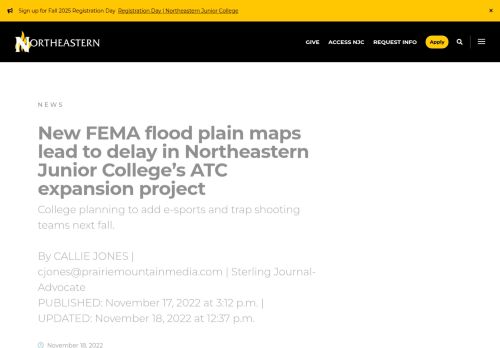 Sign up for Fall 2025 Registration Day Registration Day | Northeastern Junior College ×
NORTHEASTERN GIVE ACCESS NJC REQUEST INFO Apply
NEWS
New FEMA flood plain maps
lead to delay in Northeastern
Junior College’s ATC
expansion project
College planning to add e-sports and trap shooting
teams next fall.
By CALLIE JONES |
cjones@prairiemountainmedia.com | Sterling Journal-
Advocate
PUBLISHED: November 17, 2022 at 3:12 p.m. |
UPDATED: November 18, 2022 at 12:37 p.m.
November 18, 2022